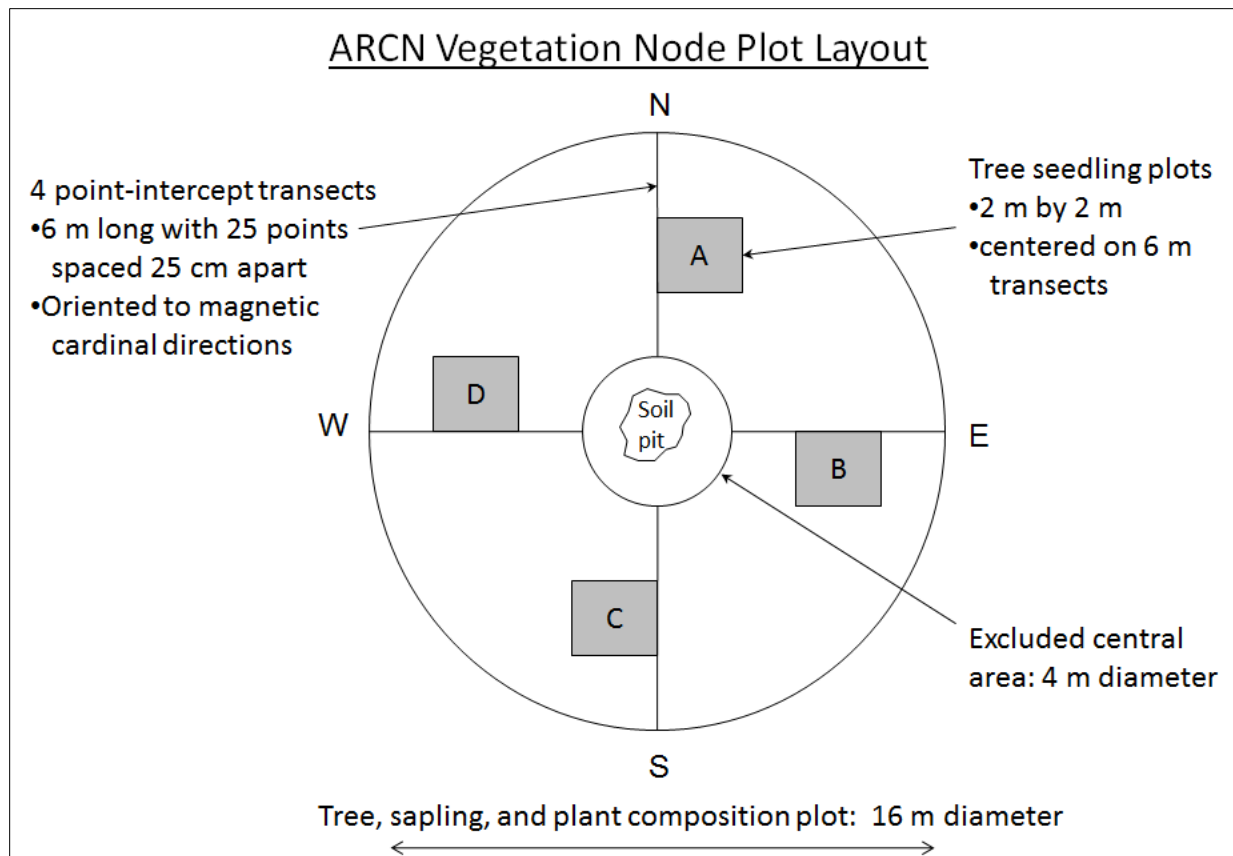 ARCN Vegetation Node Plot Layout
N
4 point-intercept transects
•6 m long with 25 points
spaced 25 cm apart
•Oriented to magnetic
cardinal directions
Tree seedling plots
•2 m by 2 m
•centered on 6 m
transects
A
D
Soil
pit
W
E
B
C
Excluded central
area: 4 m diameter
S
Tree, sapling, and plant composition plot:  16 m diameter